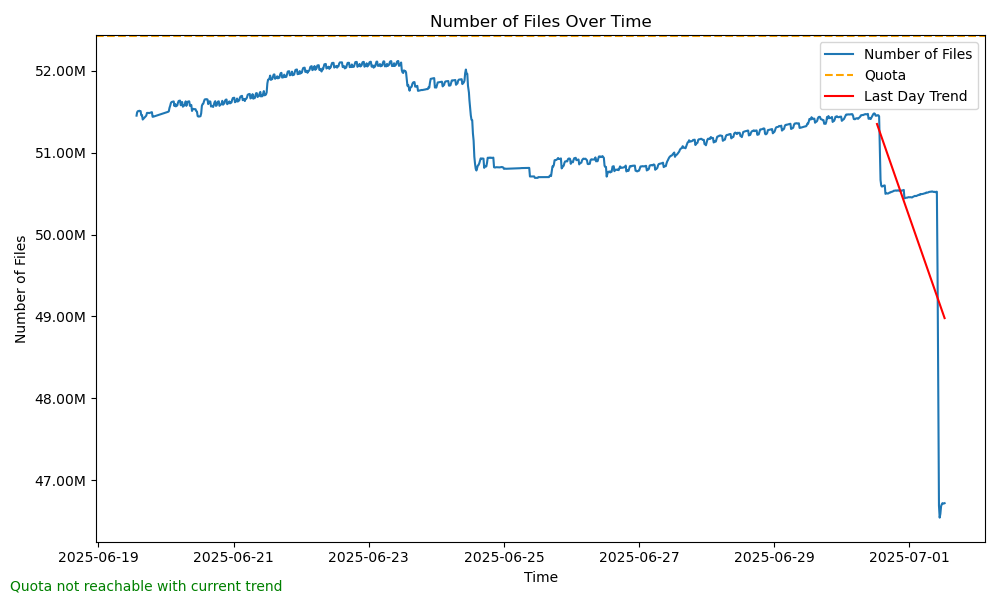 Number of Files Over Time
Number of Files
Quota
Last Day Trend
52.00M
51.00M
50.00M
49.00M
48.00M
47.00M
Number of Files
2025-06-19
2025-06-21
2025-06-23
2025-06-25
2025-06-27
2025-06-29
2025-07-01
Time
Quota not reachable with current trend